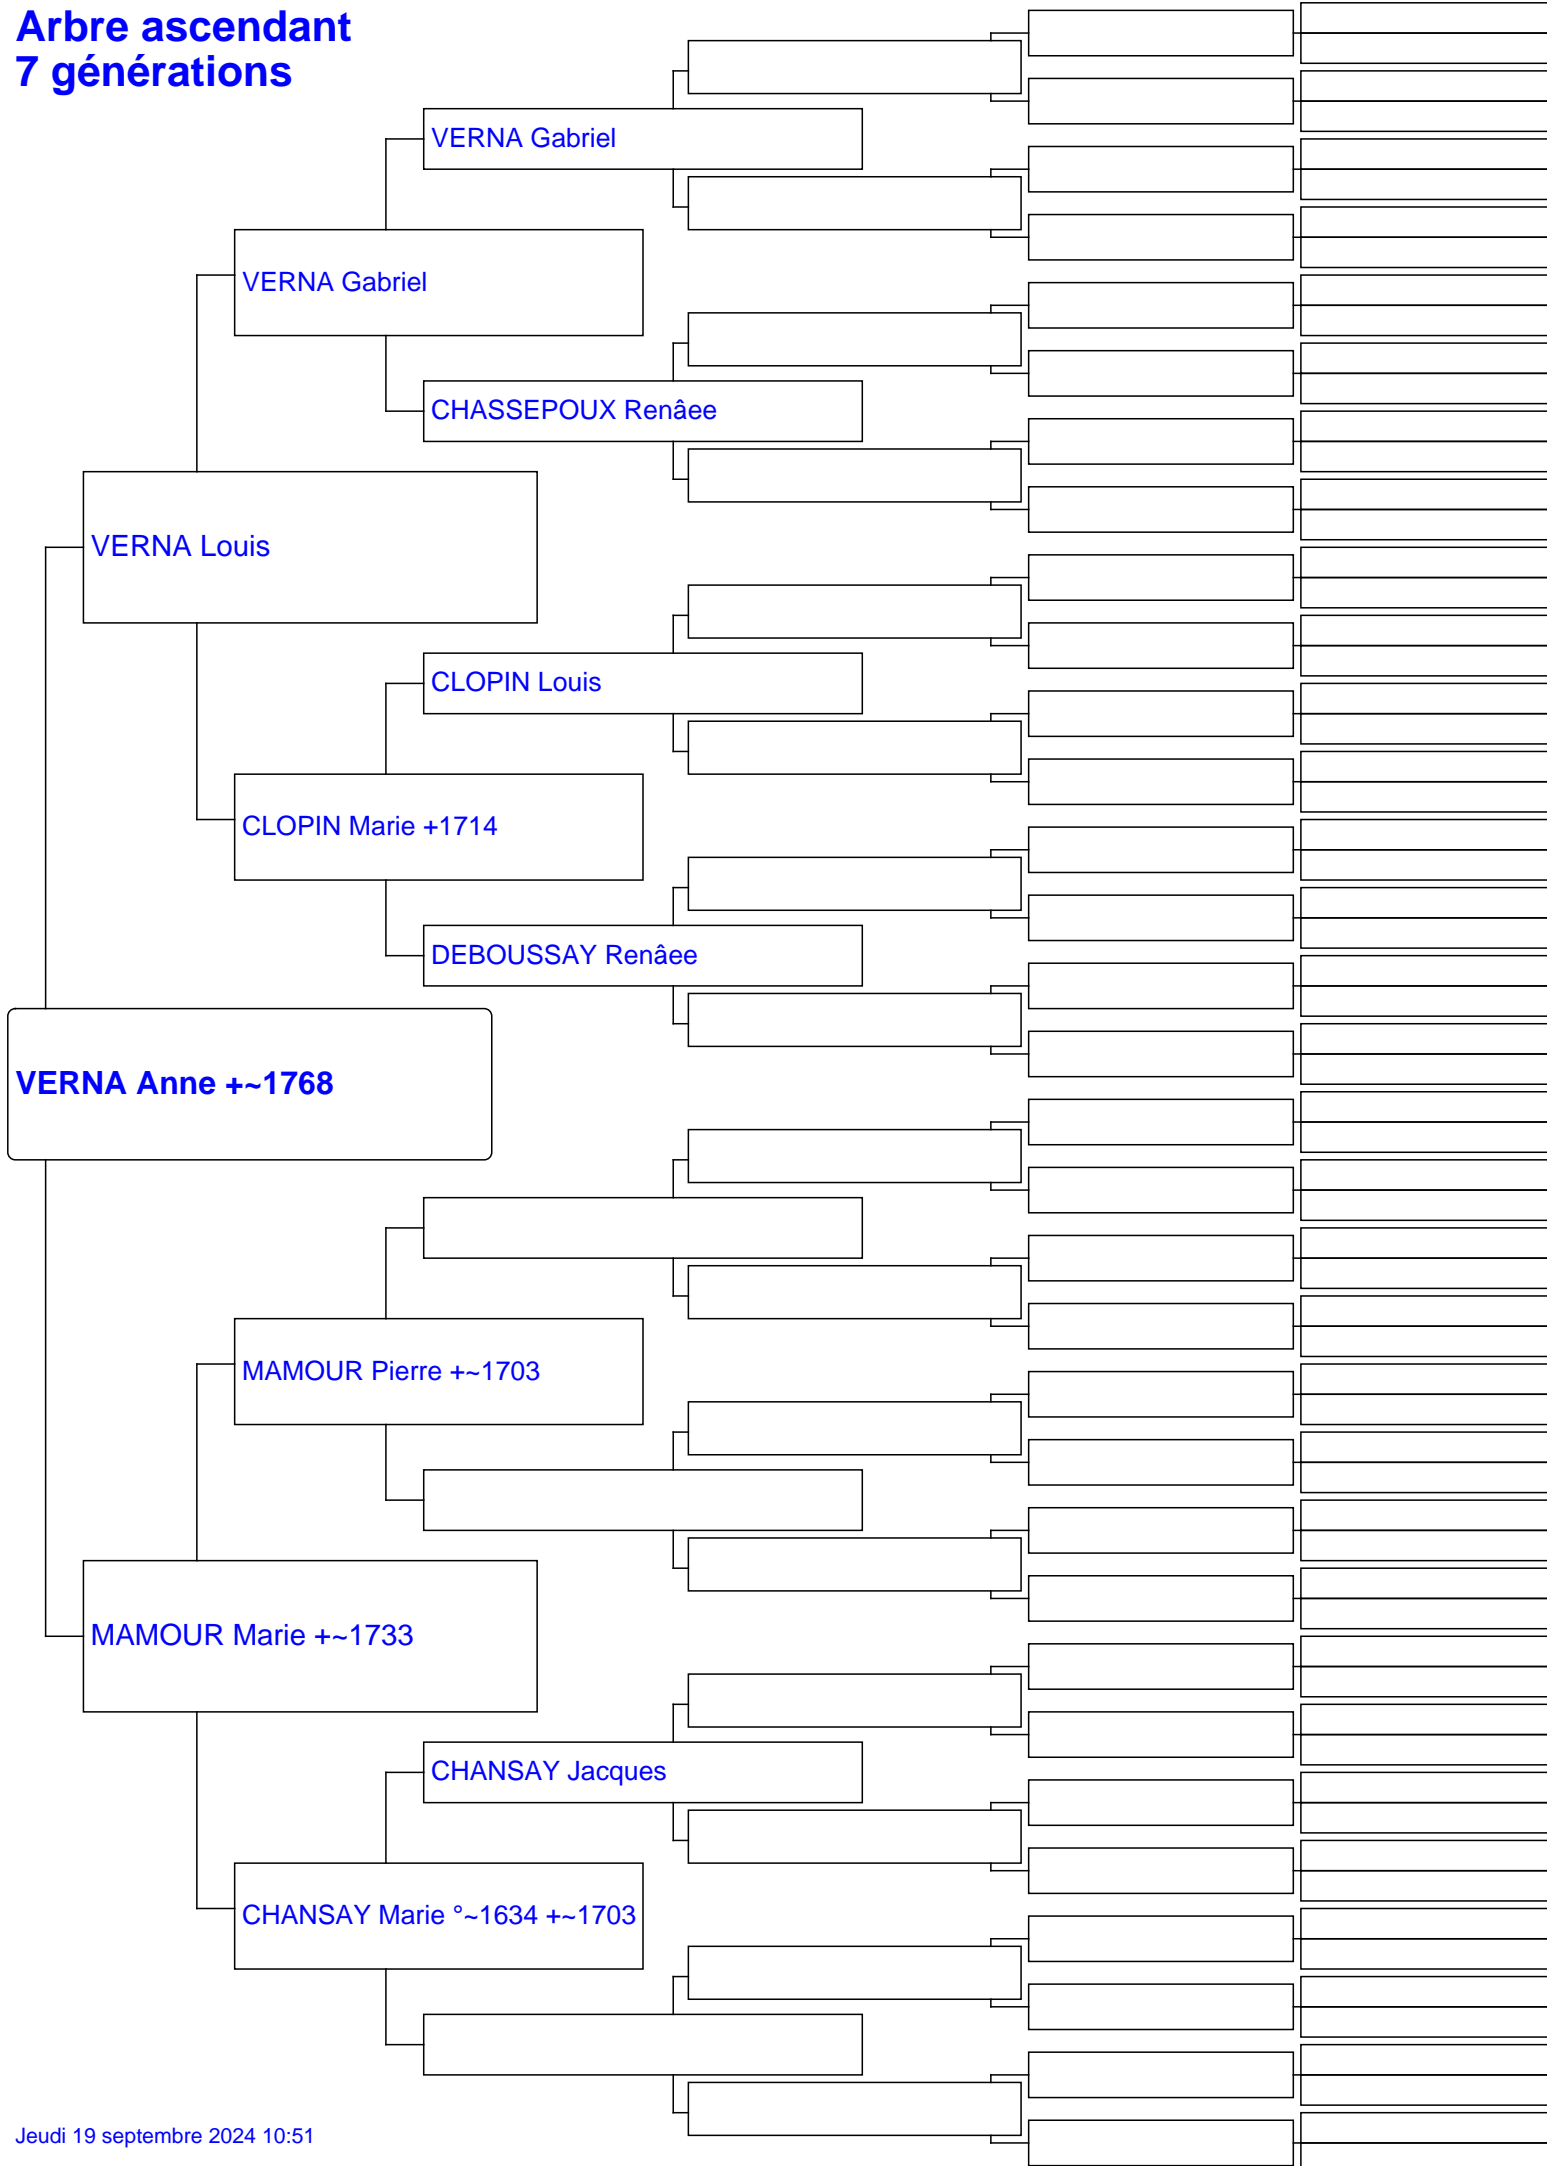 Arbre ascendant
7 générations
VERNA Gabriel
VERNA Gabriel
CHASSEPOUX Renâee
VERNA Louis
CLOPIN Louis
CLOPIN Marie +1714
DEBOUSSAY Renâee
VERNA Anne +~1768
MAMOUR Pierre +~1703
MAMOUR Marie +~1733
CHANSAY Jacques
CHANSAY Marie °~1634 +~1703
Jeudi 19 septembre 2024 10:51